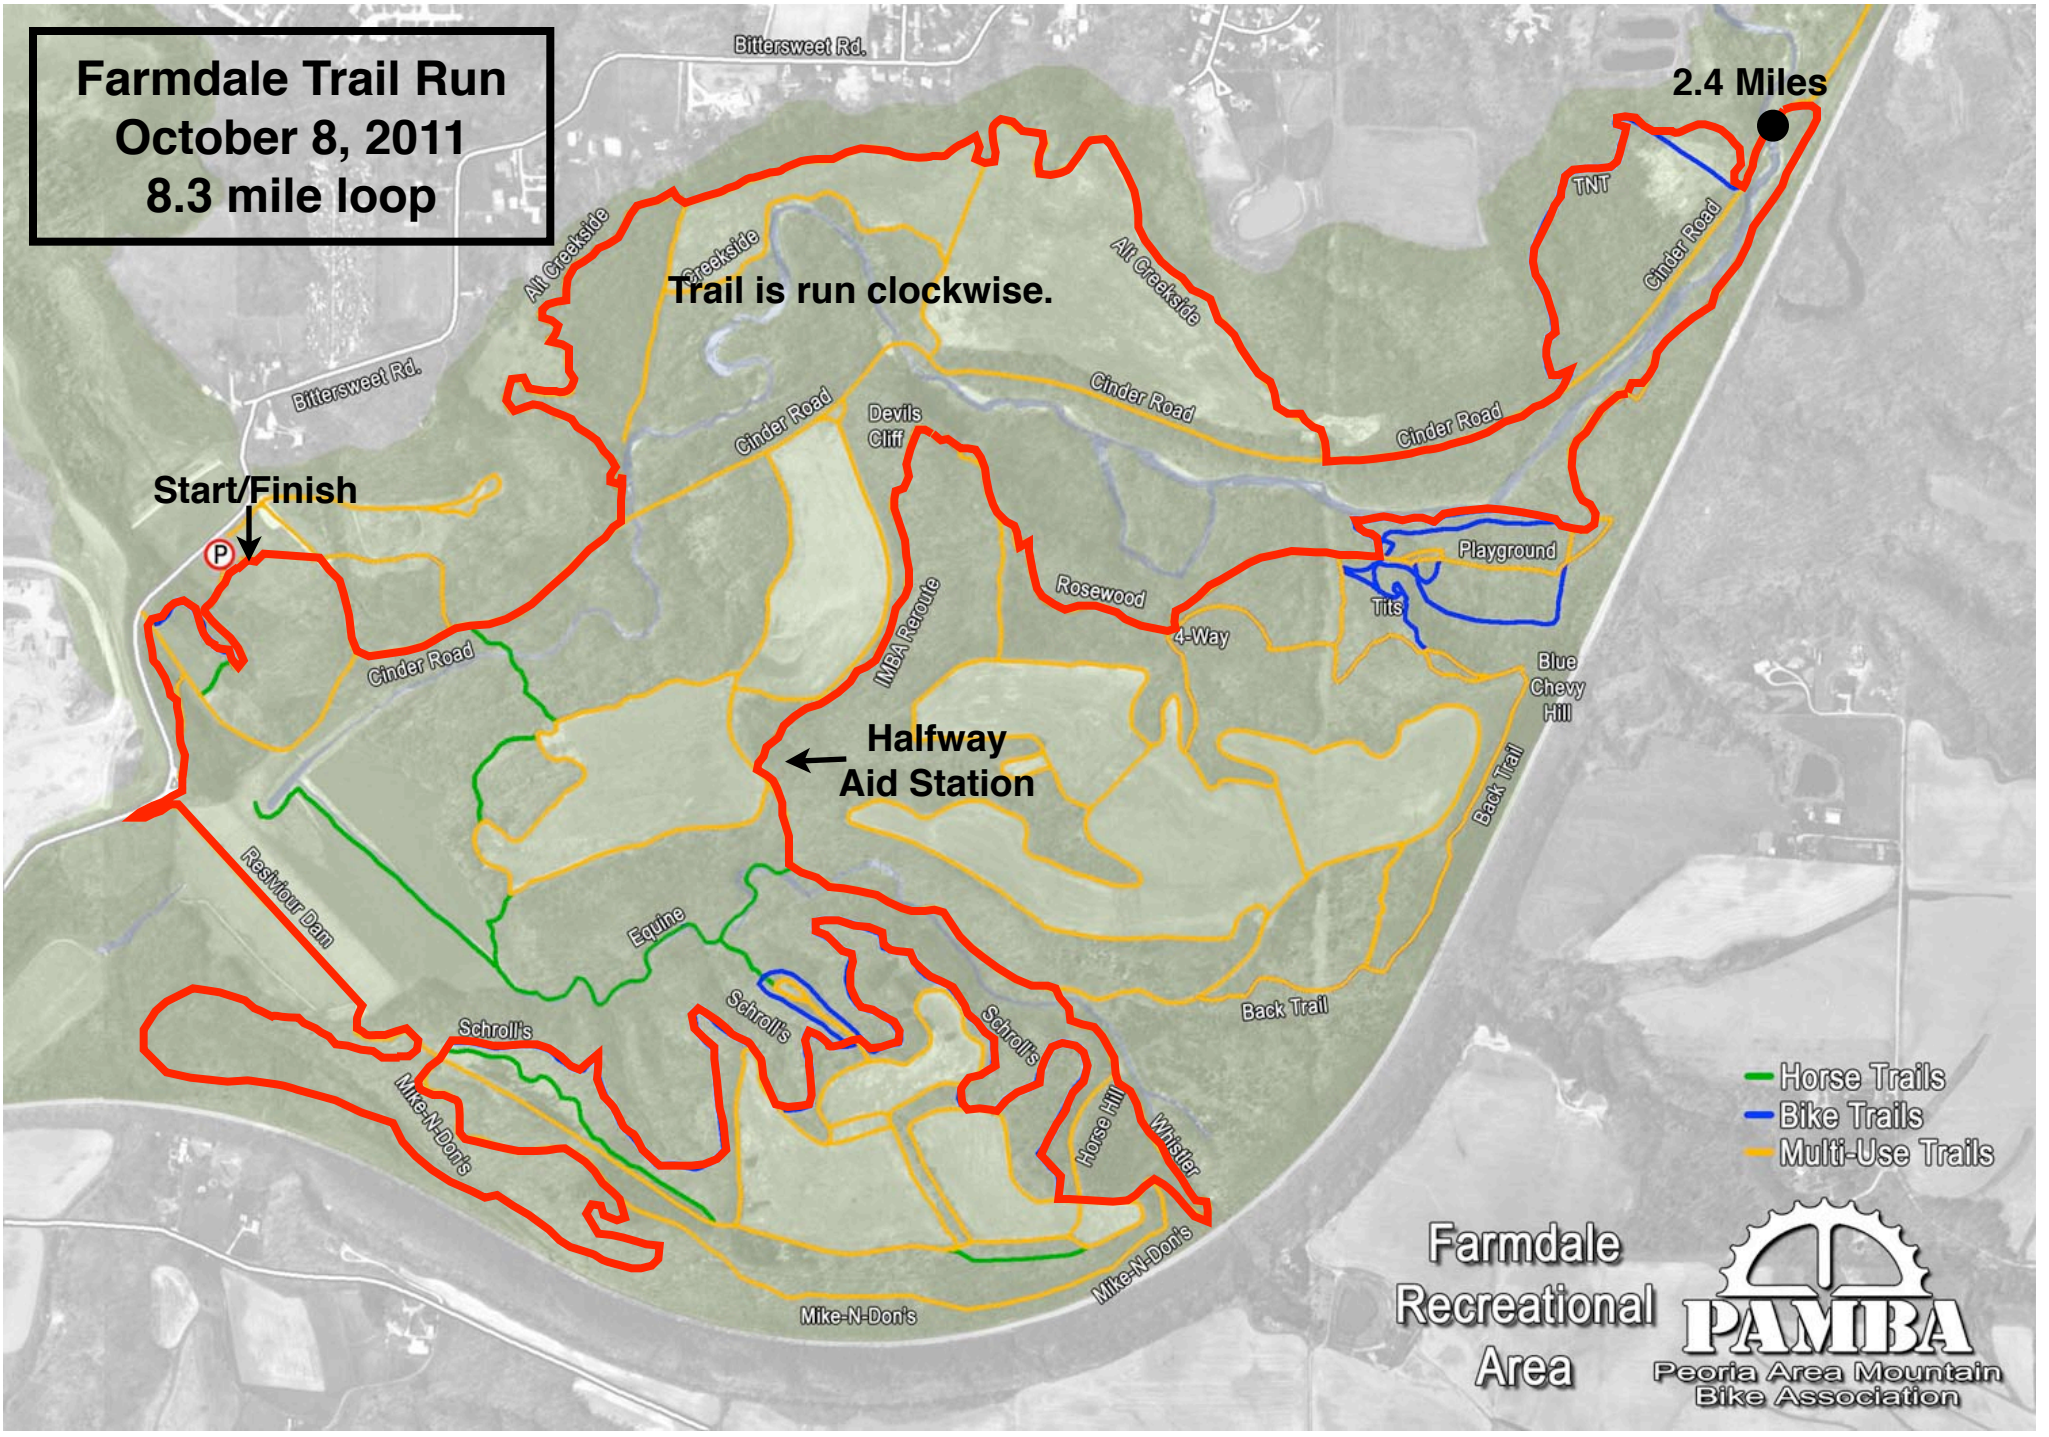 Farmdale Trail Run
October 8, 2011
8.3 mile loop
Bittersweet Rd.
2.4 Miles
TNT
Cinder Road
Alt Creekside
Creekside
Trail is run clockwise.
Alt Creekside
Bittersweet Rd.
Cinder Road
Devils
Cliff
Cinder Road
Cinder Road
Start/Finish
P
Playground
Tits
Rosewood
4-Way
IMBA Reroute
Cinder Road
Blue
Chevy
Hill
Halfway
Aid Station
Back Trail
Resiviour Dam
Equine
Schroll's
Schroll's
Schroll's
Back Trail
Mike-N-Don's
Horse Hill
Whistler
Mike-N-Don's
Mike-N-Don's
Horse Trails
Bike Trails
Multi-Use Trails
Farmdale
Recreational
Area
PAMBA
Peoria Area Mountain
Bike Association